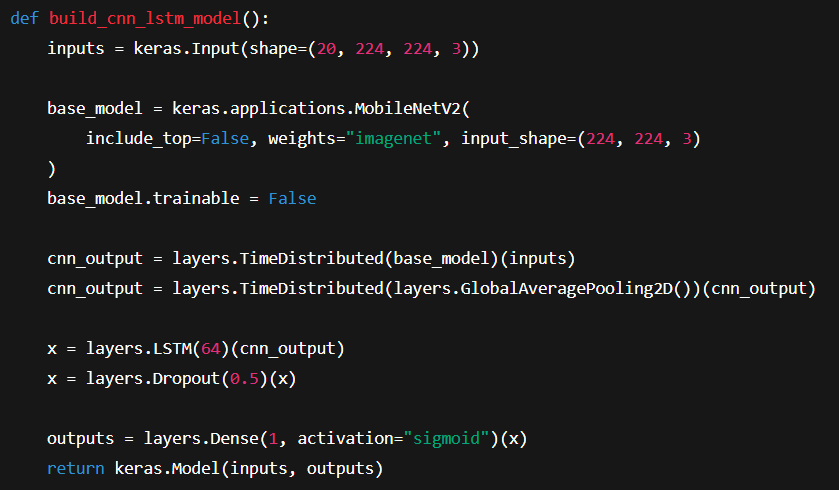 def build_cnn_lstm_model():
    inputs = keras.Input(shape=(20, 224, 224, 3))
    base_model = keras.applications.MobileNetV2(
        include_top=False, weights="imagenet", input_shape=(224, 224, 3)
    )
    base_model.trainable = False
    cnn_output = layers.TimeDistributed(base_model)(inputs)
    cnn_output = layers.TimeDistributed(layers.GlobalAveragePooling2D())(cnn_output)
    x = layers.LSTM(64)(cnn_output)
    x = layers.Dropout(0.5)(x)
    outputs = layers.Dense(1, activation="sigmoid")(x)
    return keras.Model(inputs, outputs)